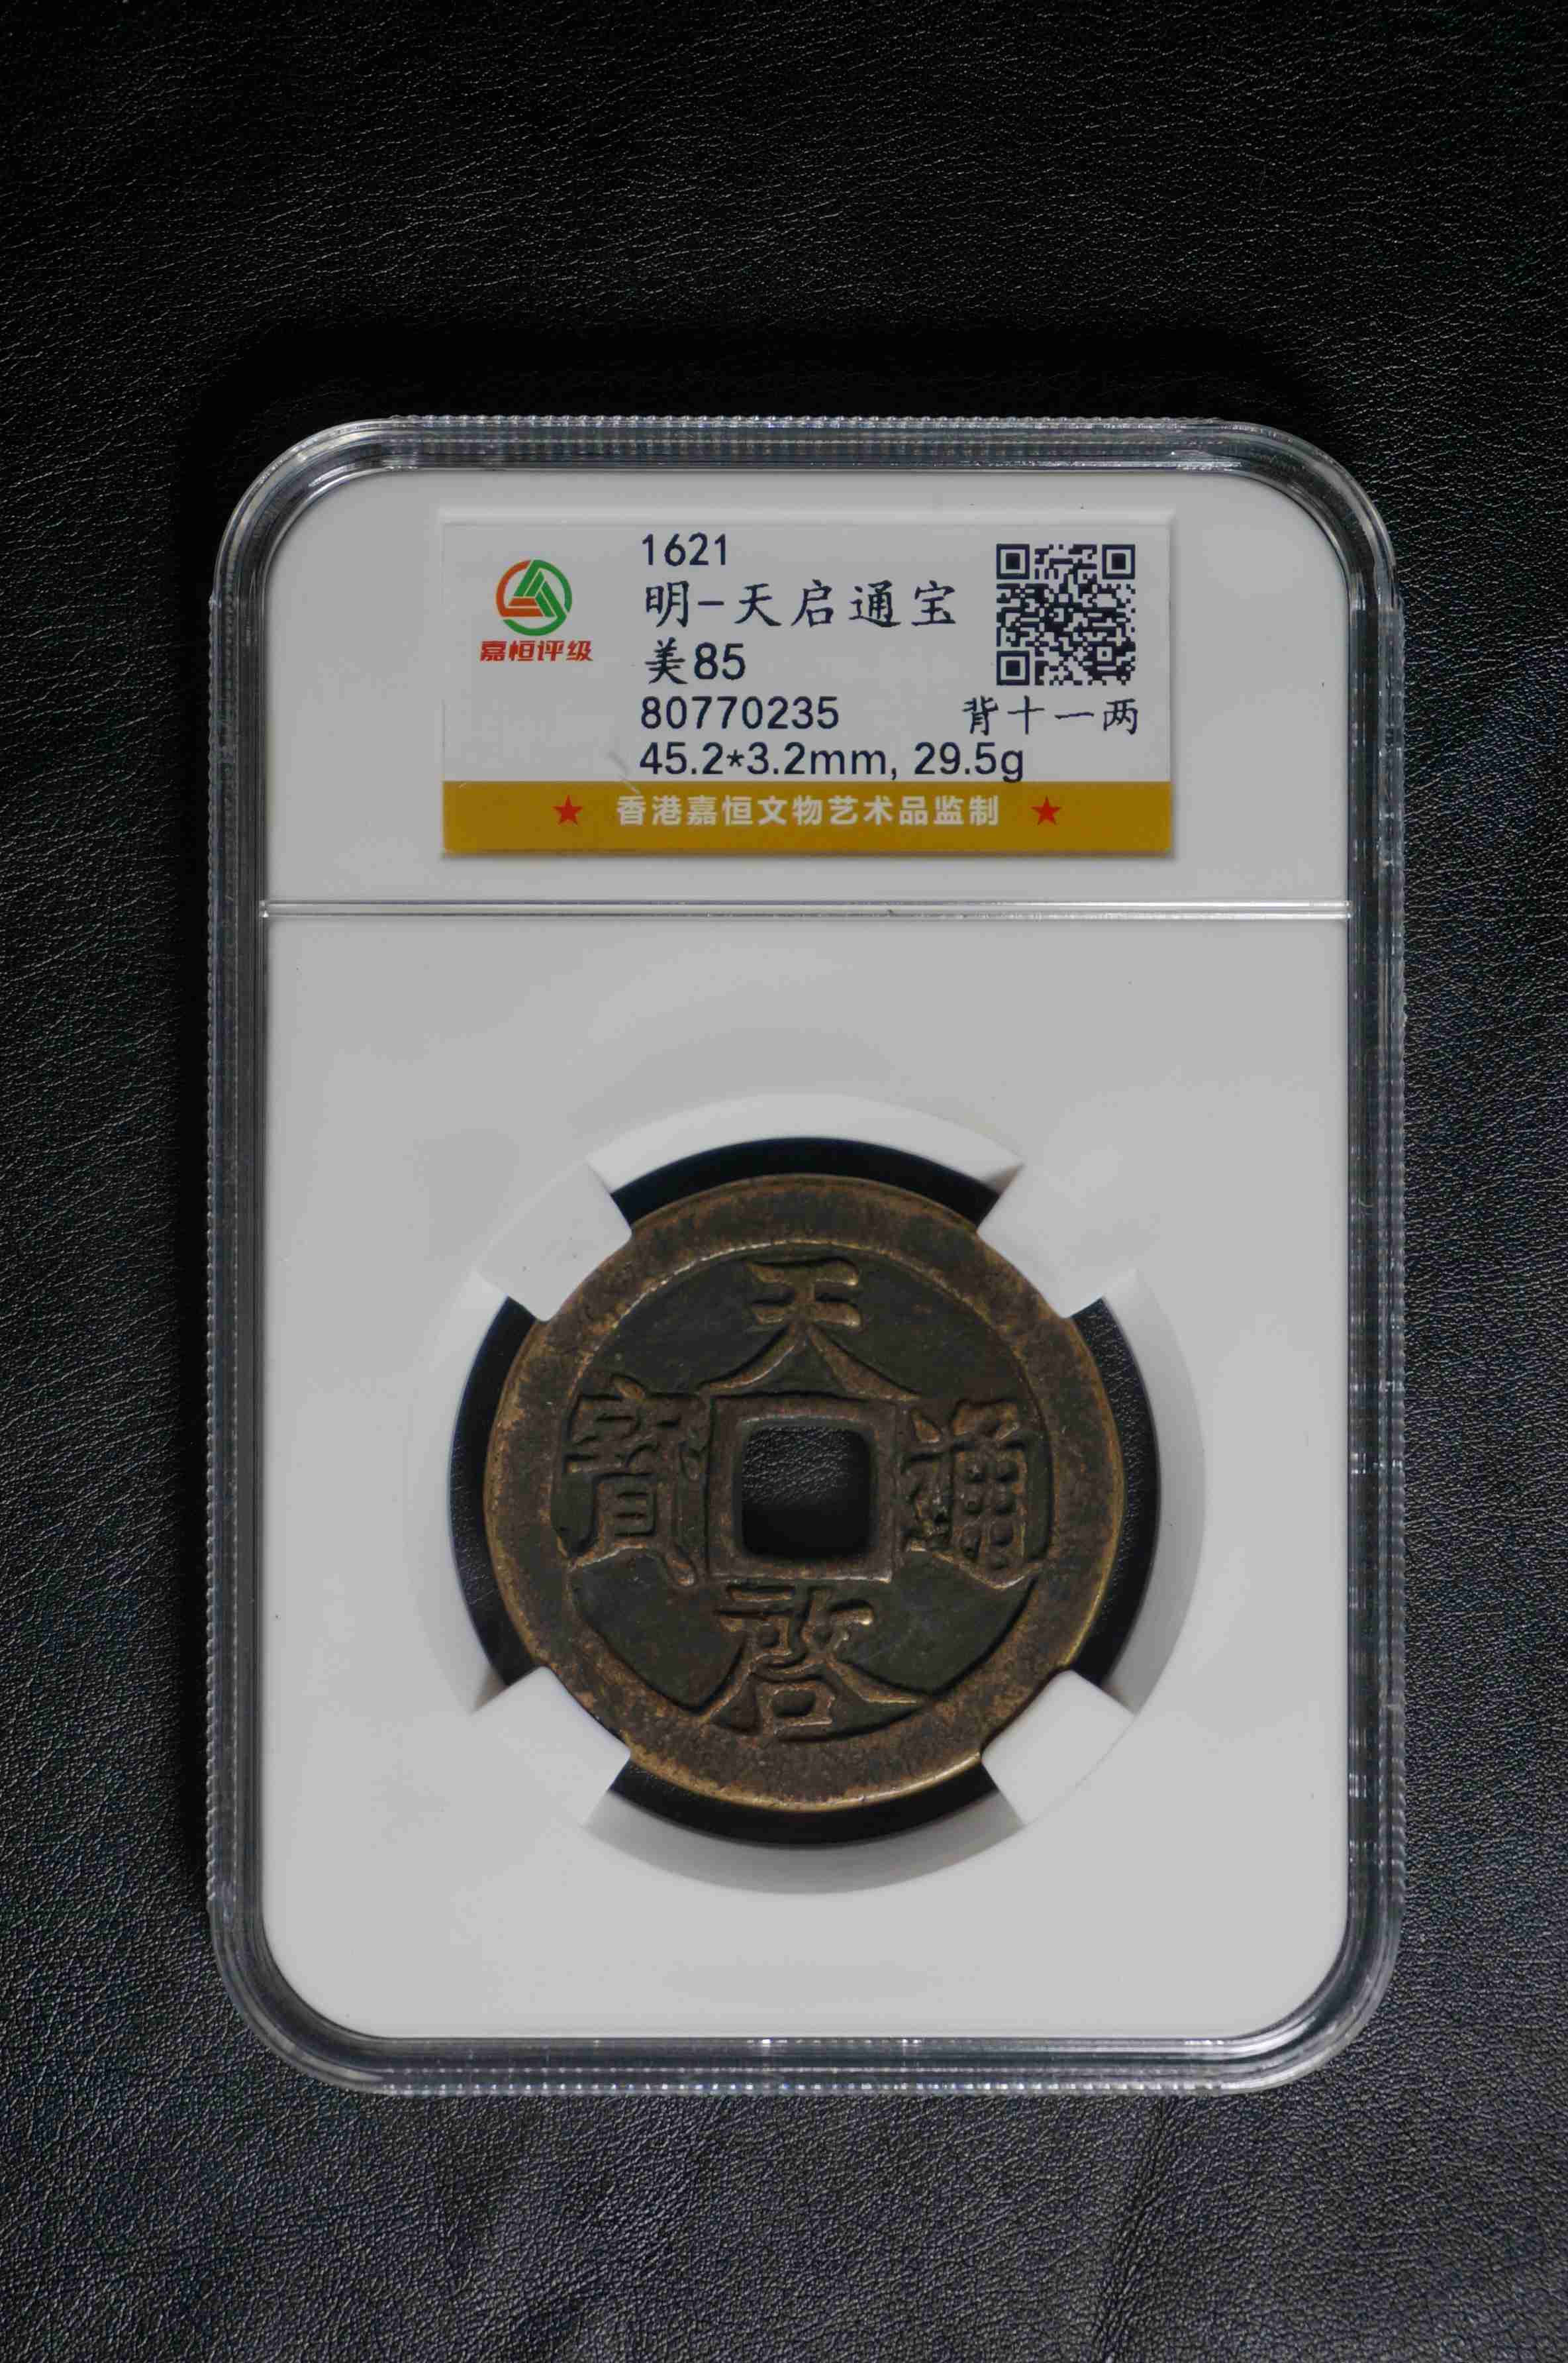 1621
明-天启通宝
美85
嘉恒评级
80770235 背十一两
45.2*3.2mm, 29.5g
★ 香港嘉恒文物艺术品监制 ★
天
寶 通
啟